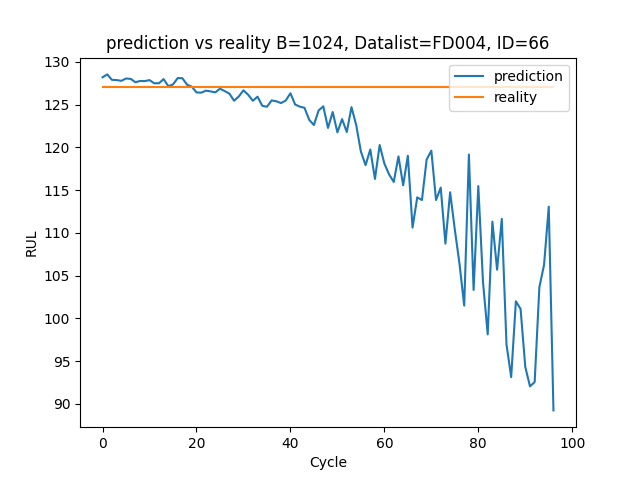 prediction vs reality B=1024, Datalist=FD004, ID=66
130
125
120
115
110
105
100
95
90
RUL
0 20 40 60 80 100
Cycle
prediction
reality